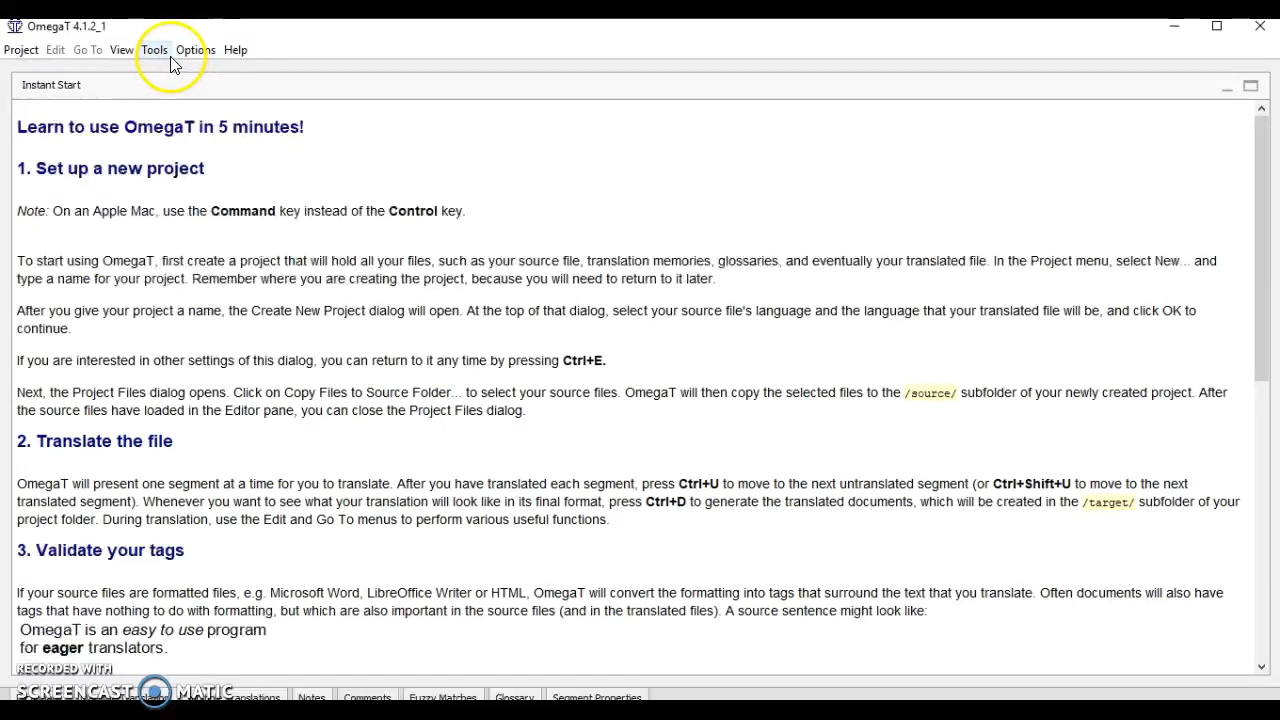 OmegaT 4.1.2_1
Project Edit Go To View Tools Options Help
Instant Start
Learn to use OmegaT in 5 minutes!
1. Set up a new project
Note: On an Apple Mac, use the Command key instead of the Control key.
To start using OmegaT, first create a project that will hold all your files, such as your source file, translation memories, glossaries, and eventually your translated file. In the Project menu, select New... and
type a name for your project. Remember where you are creating the project, because you will need to return to it later.
After you give your project a name, the Create New Project dialog will open. At the top of that dialog, select your source file's language and the language that your translated file will be, and click OK to
continue.
If you are interested in other settings of this dialog, you can return to it any time by pressing Ctrl+E.
Next, the Project Files dialog opens. Click on Copy Files to Source Folder... to select your source files. OmegaT will then copy the selected files to the /source/ subfolder of your newly created project. After
the source files have loaded in the Editor pane, you can close the Project Files dialog.
2. Translate the file
OmegaT will present one segment at a time for you to translate. After you have translated each segment, press Ctrl+U to move to the next untranslated segment (or Ctrl+Shift+U to move to the next
translated segment). Whenever you want to see what your translation will look like in its final format, press Ctrl+D to generate the translated documents, which will be created in the /target/ subfolder of your
project folder. During translation, use the Edit and Go To menus to perform various useful functions.
3. Validate your tags
If your source files are formatted files, e.g. Microsoft Word, LibreOffice Writer or HTML, OmegaT will convert the formatting into tags that surround the text that you translate. Often documents will also have
tags that have nothing to do with formatting, but which are also important in the source files (and in the translated files). A source sentence might look like:
OmegaT is an easy to use program
for eager translators.
RECORDED WITH
SCREENCAST MATIC
Notes Comments Fuzzy Matches Glossary Segment Properties